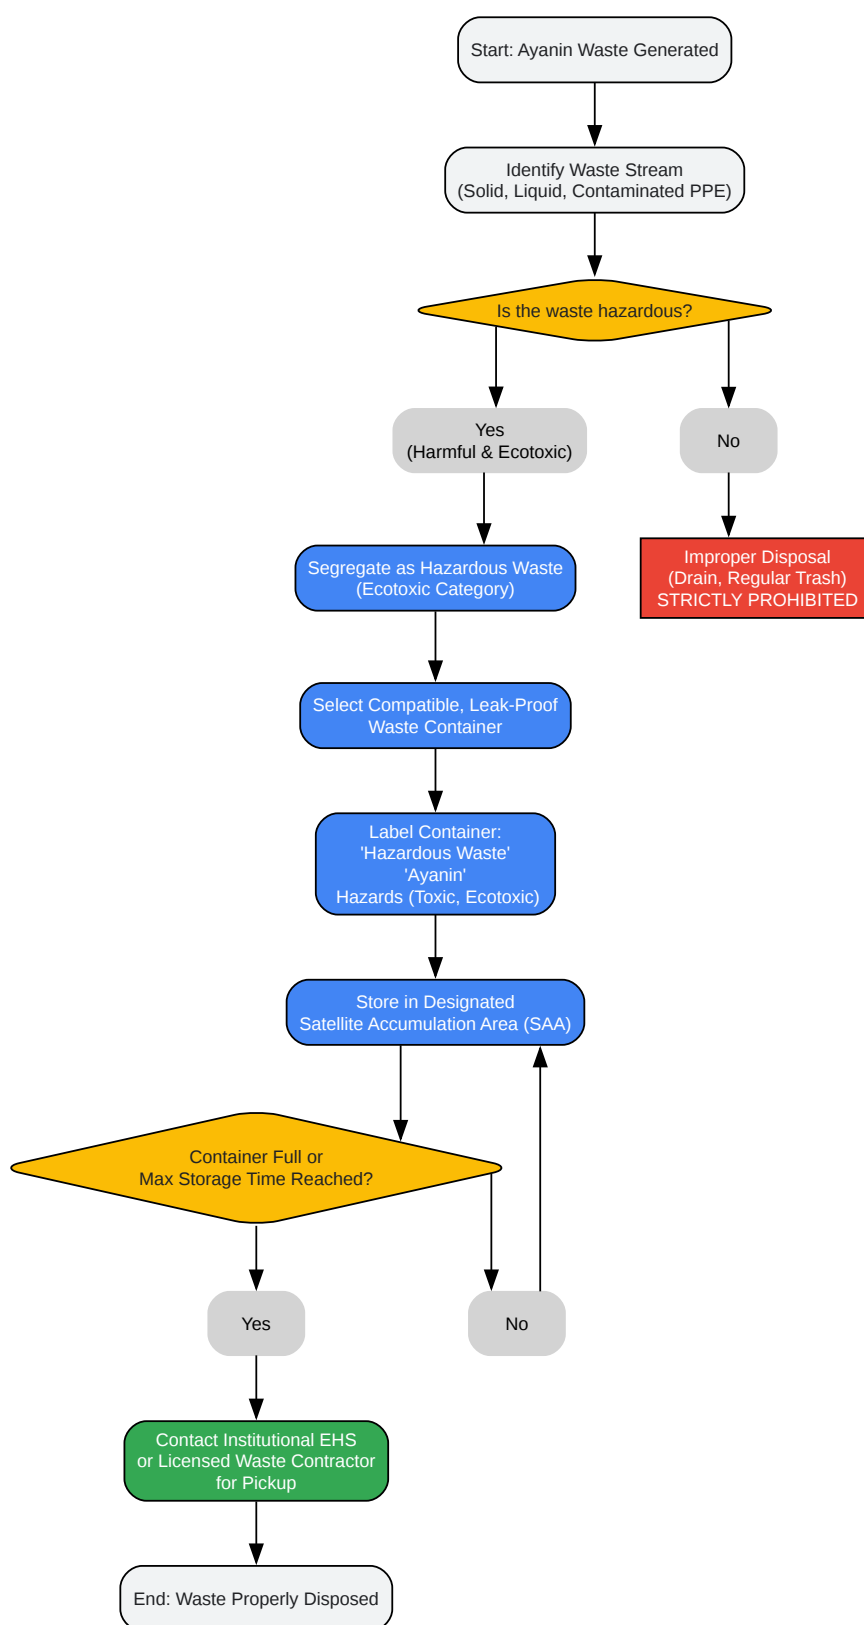 Start: Ayanin Waste Generated
Identify Waste Stream
(Solid, Liquid, Contaminated PPE)
Is the waste hazardous?
Yes
(Harmful & Ecotoxic)
No
Segregate as Hazardous Waste
(Ecotoxic Category)
Improper Disposal
(Drain, Regular Trash)
STRICTLY PROHIBITED
Select Compatible, Leak-Proof
Waste Container
Label Container:
'Hazardous Waste'
'Ayanin'
Hazards (Toxic, Ecotoxic)
Store in Designated
Satellite Accumulation Area (SAA)
Container Full or
Max Storage Time Reached?
Yes
No
Contact Institutional EHS
or Licensed Waste Contractor
for Pickup
End: Waste Properly Disposed